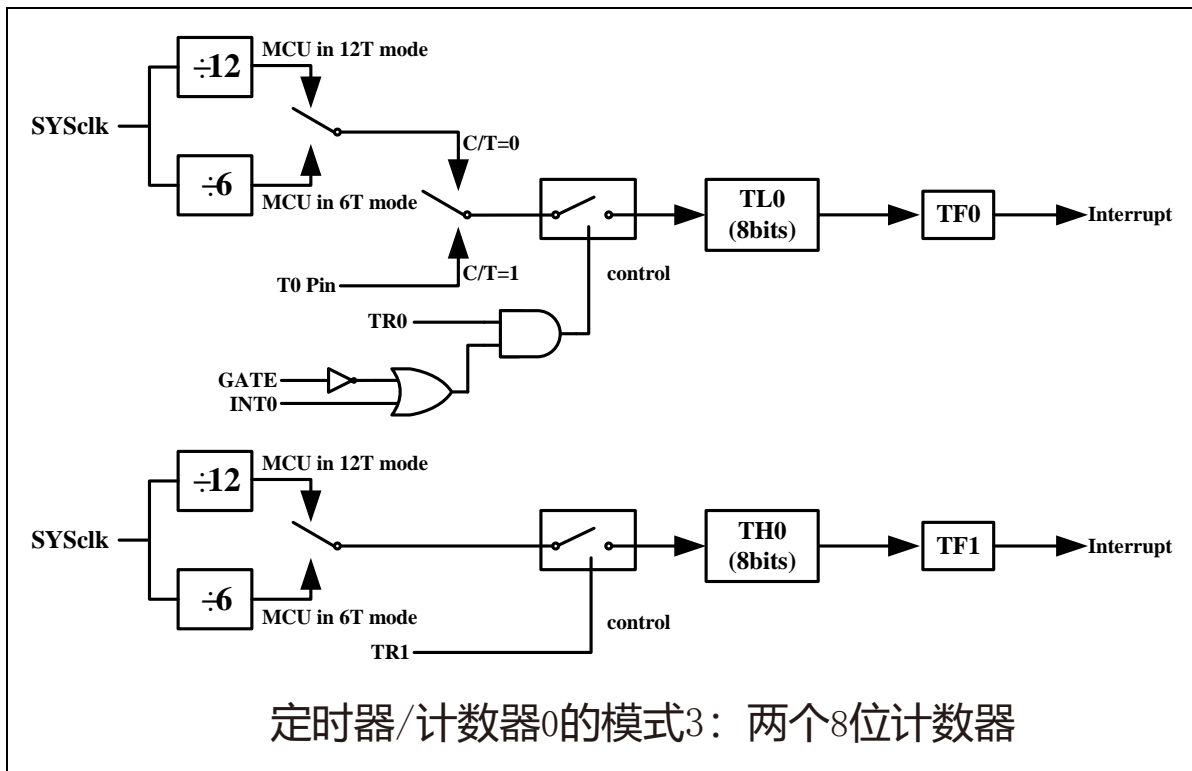 ÷12
MCU in 12T mode
SYSclk
÷6
MCU in 6T mode
C/T=0
C/T=1
T0 Pin
TL0
(8bits)
TF0
Interrupt
control
TR0
GATE
INT0
÷12
MCU in 12T mode
SYSclk
÷6
MCU in 6T mode
TH0
(8bits)
TF1
Interrupt
control
TR1
定时器/计数器0的模式3：两个8位计数器